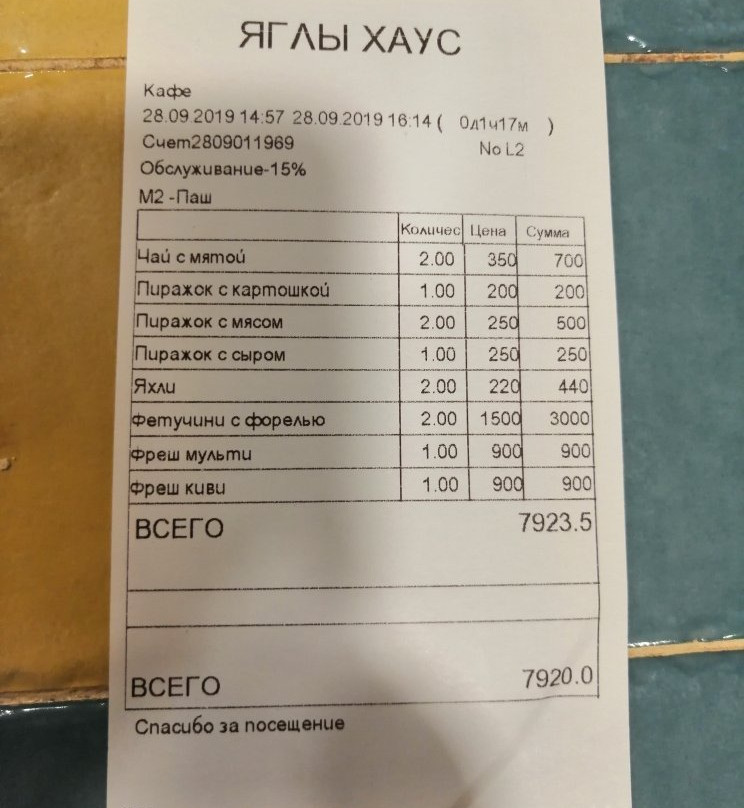 ЯГЛЫ ХАУС
Кафе
28.09.2019 14:57 28.09.2019 16:14 ( 0д1ч17м )
Счет2809011969 No L2
Обслуживание-15%
М2 -Паш
Количес Цена Сумма
Чай с мятой 2.00 350 700
Пиражок с картошкой 1.00 200 200
Пиражок с мясом 2.00 250 500
Пиражок с сыром 1.00 250 250
Яхли 2.00 220 440
Фетучини с форелью 2.00 1500 3000
Фреш мульти 1.00 900 900
Фреш киви 1.00 900 900
ВСЕГО 7923.5
ВСЕГО 7920.0
Спасибо за посещение